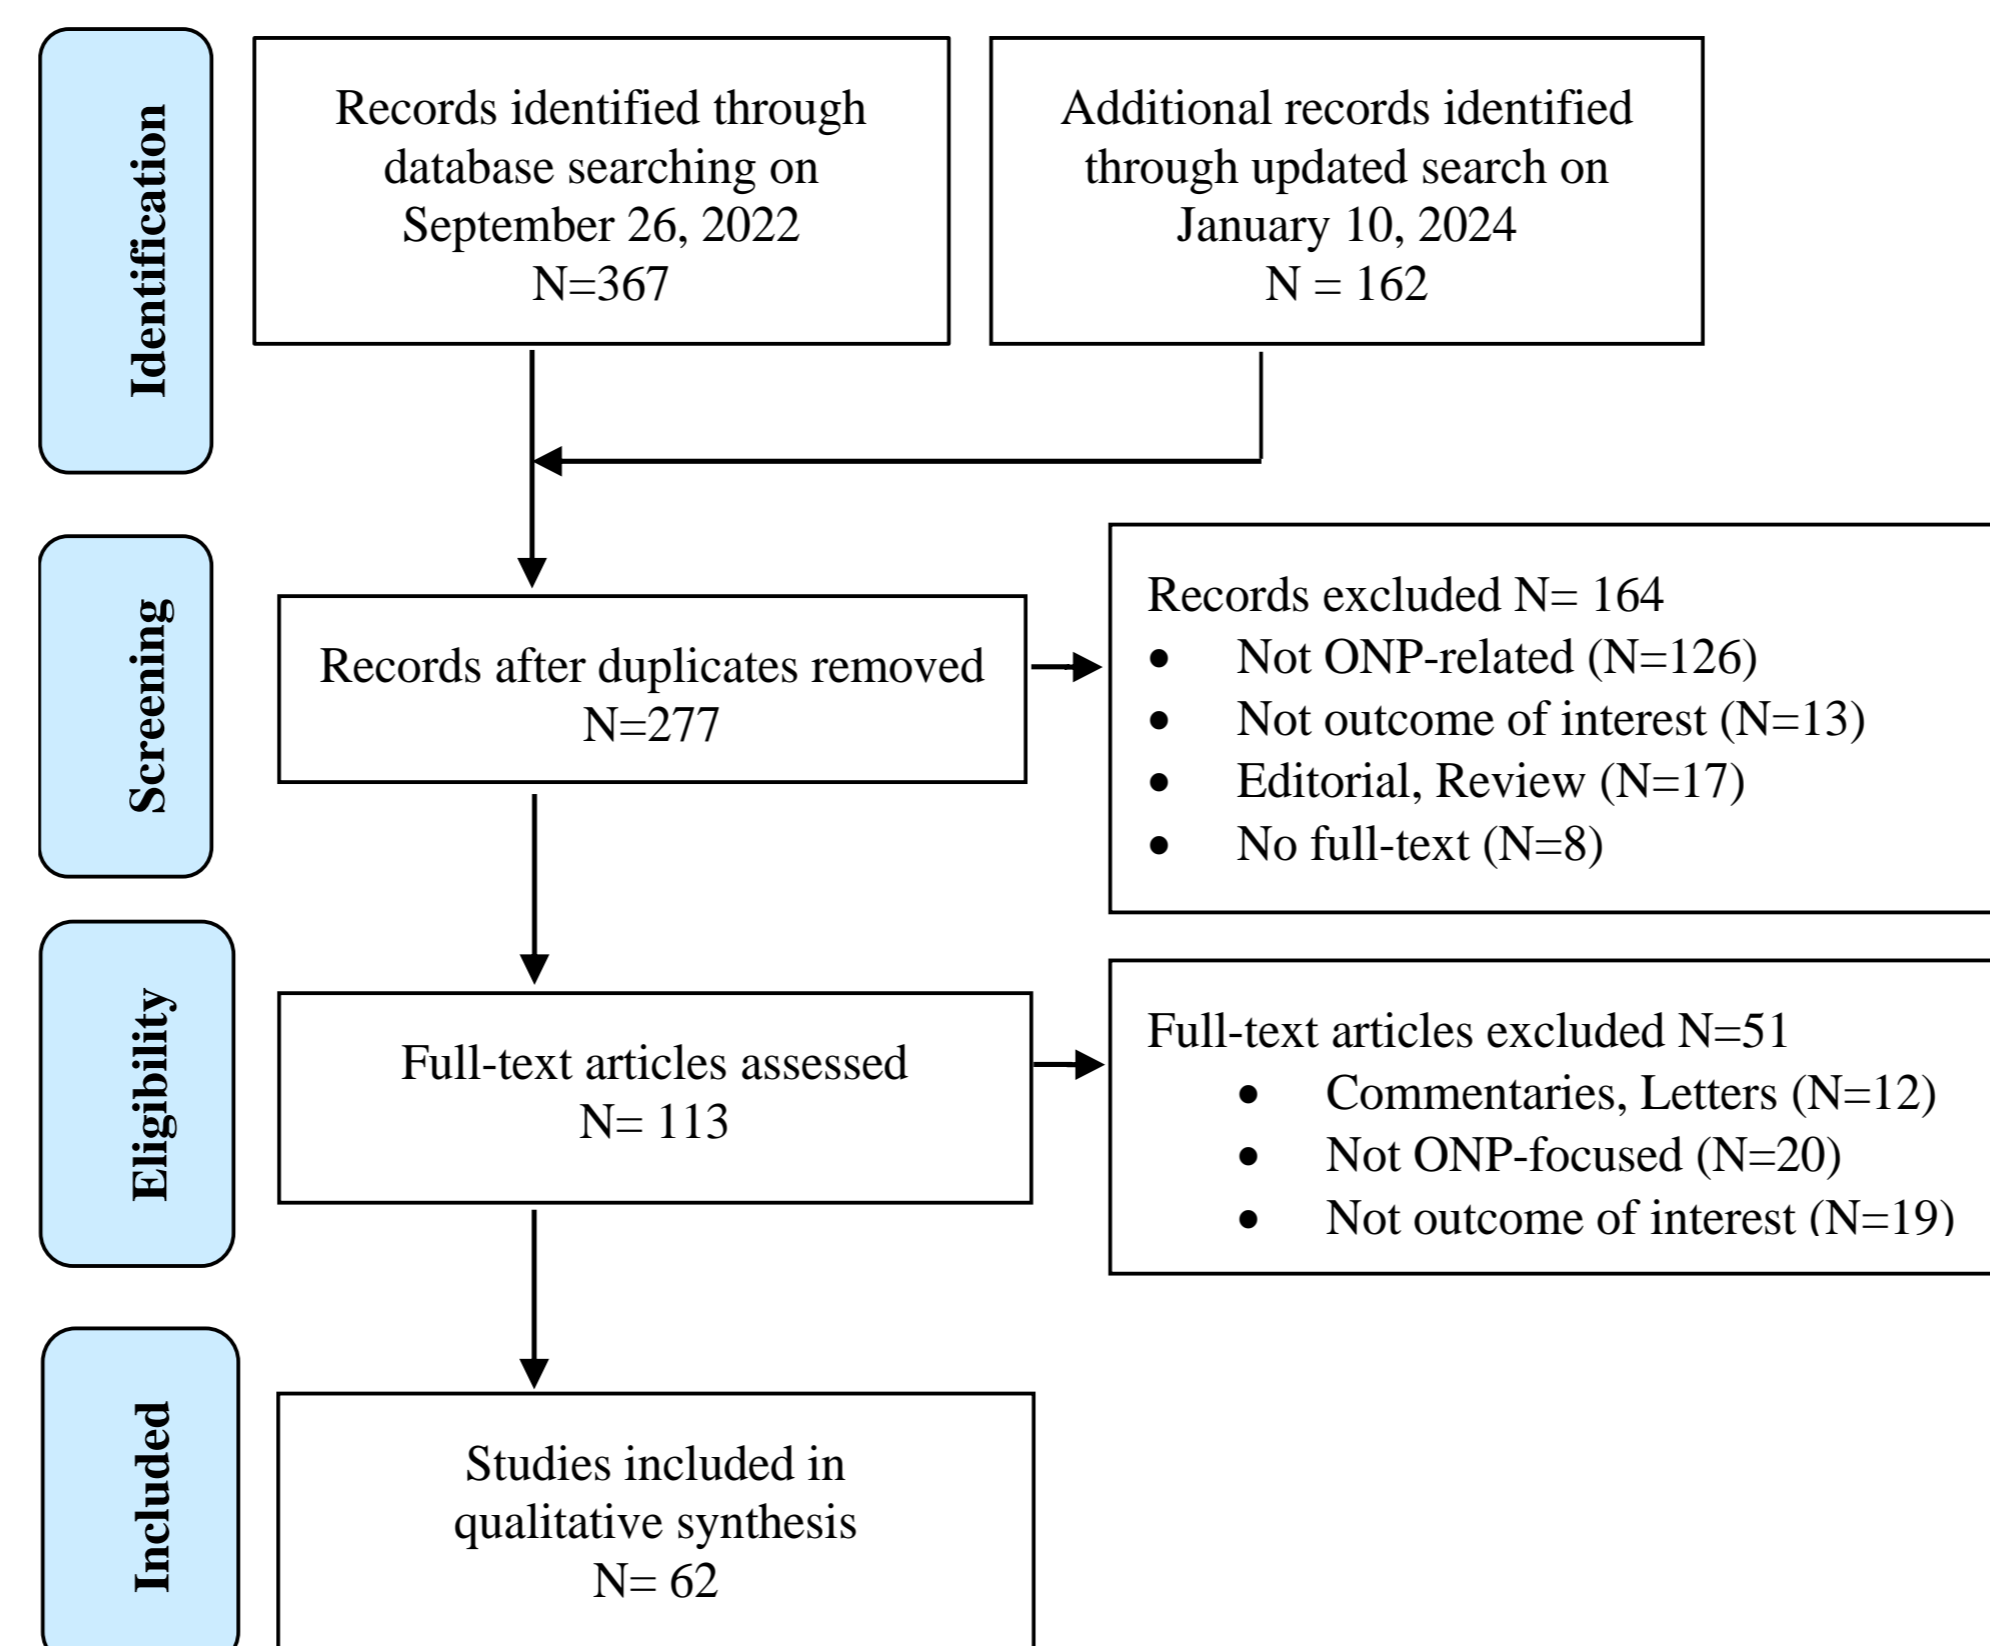 Identification
Records identified through
database searching on
September 26, 2022
N=367
Additional records identified
through updated search on
January 10, 2024
N = 162
Screening
Records after duplicates removed
N=277
Records excluded N= 164
• Not ONP-related (N=126)
• Not outcome of interest (N=13)
• Editorial, Review (N=17)
• No full-text (N=8)
Eligibility
Full-text articles assessed
N= 113
Full-text articles excluded N=51
• Commentaries, Letters (N=12)
• Not ONP-focused (N=20)
• Not outcome of interest (N=19)
Included
Studies included in
qualitative synthesis
N= 62